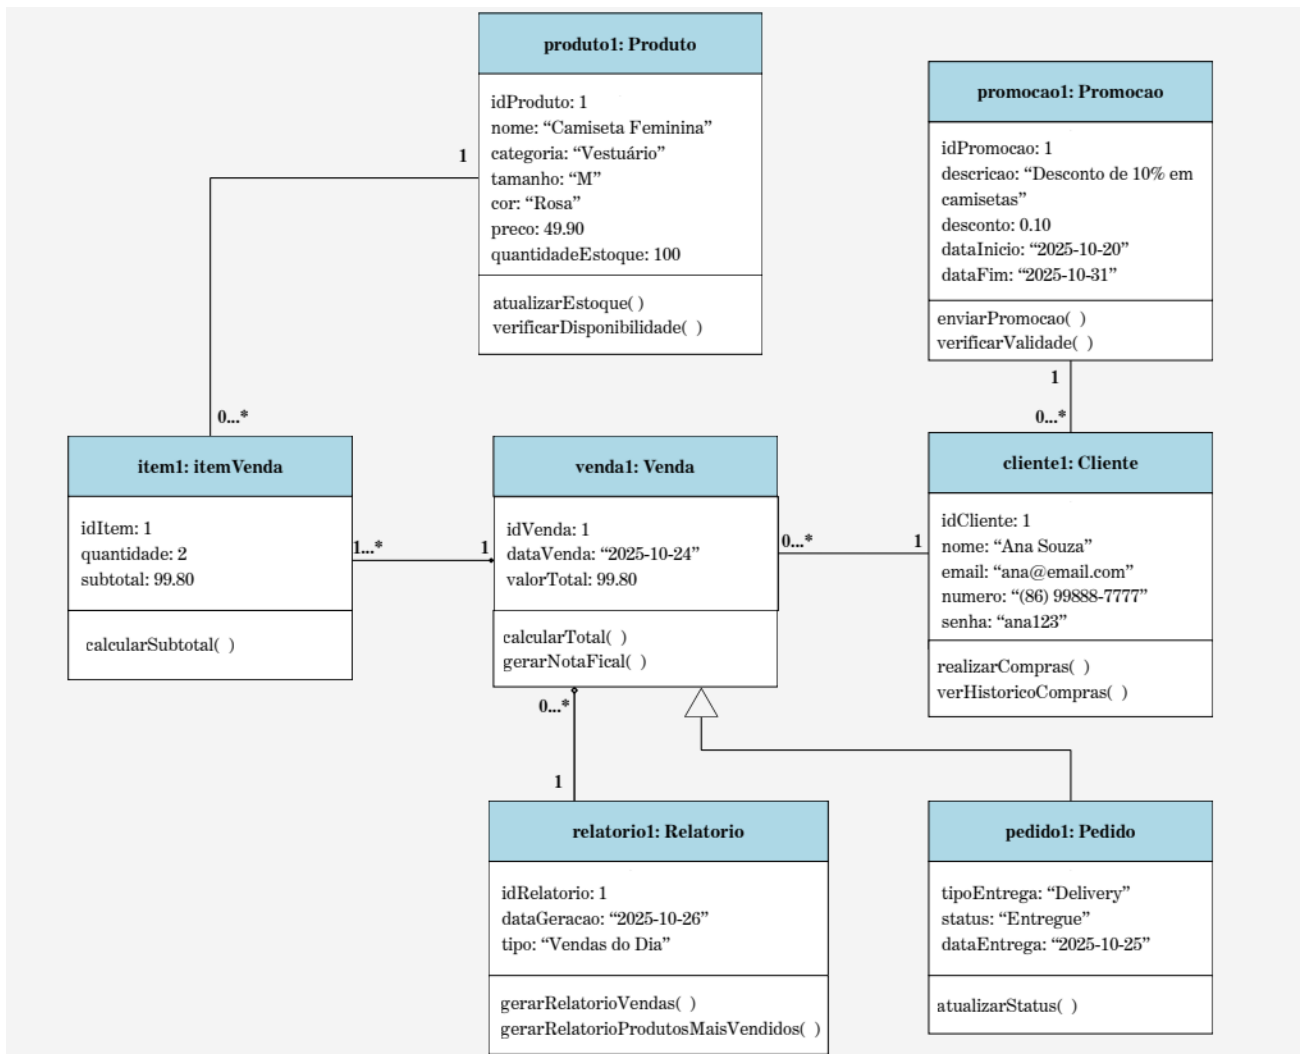 produto1: Produto
idProduto: 1
nome: “Camiseta Feminina”
categoria: “Vestuário”
tamanho: “M”
cor: “Rosa”
preco: 49.90
quantidadeEstoque: 100
atualizarEstoque( )
verificarDisponibilidade( )
promocao1: Promocao
idPromocao: 1
descricao: “Desconto de 10% em
camisetas”
desconto: 0.10
dataInicio: “2025-10-20”
dataFim: “2025-10-31”
enviarPromocao( )
verificarValidade( )
1
0...*
1
0...*
item1: itemVenda
idItem: 1
quantidade: 2
subtotal: 99.80
calcularSubtotal( )
1...*
1
venda1: Venda
idVenda: 1
dataVenda: “2025-10-24”
valorTotal: 99.80
calcularTotal( )
gerarNotaFical( )
0...*
1
cliente1: Cliente
idCliente: 1
nome: “Ana Souza”
email: “ana@email.com”
numero: “(86) 99888-7777”
senha: “ana123”
realizarCompras( )
verHistoricoCompras( )
0...*
1
relatorio1: Relatorio
idRelatorio: 1
dataGeracao: “2025-10-26”
tipo: “Vendas do Dia”
gerarRelatorioVendas( )
gerarRelatorioProdutosMaisVendidos( )
pedido1: Pedido
tipoEntrega: “Delivery”
status: “Entregue”
dataEntrega: “2025-10-25”
atualizarStatus( )